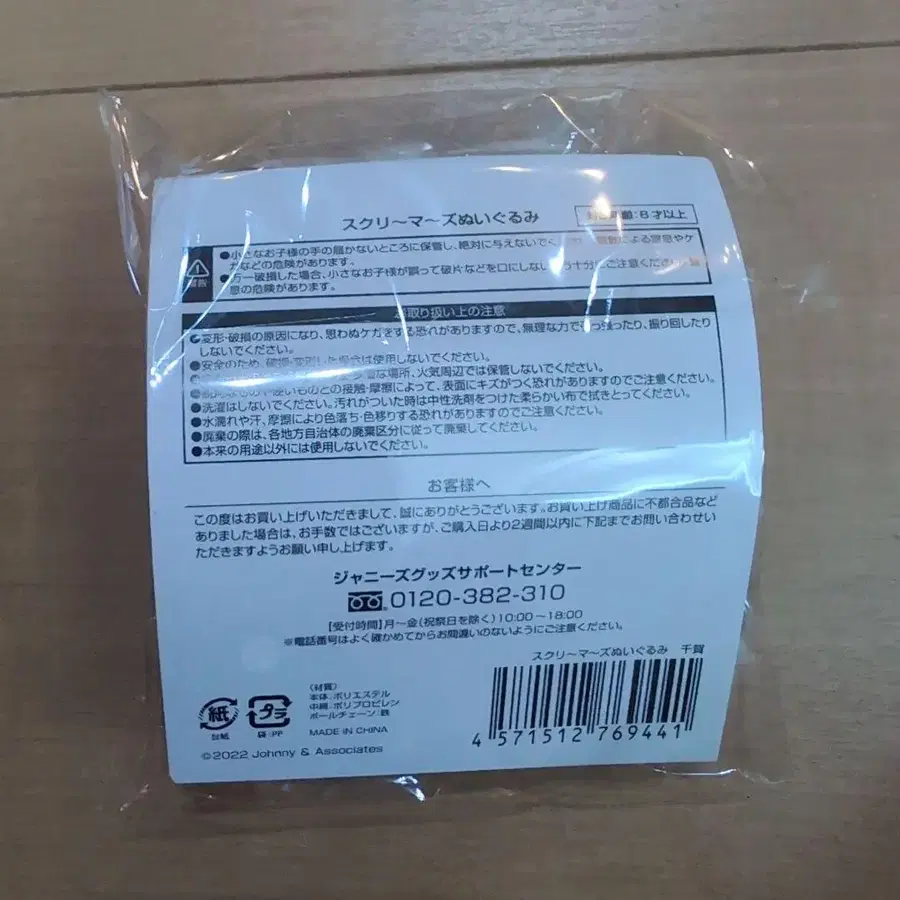 スクリ〜マ〜ズぬいぐるみ
齢:8才以上
●小さなお子様の手の届かないところに保管し、絶対に与えないでく による窒息やケ
ガなどの危険があります。
●万一破損した場合、小さなお子様が誤って破片などを口にしない 十分にご注意ください
息の危険があります。
取り扱い上の注意
●変形・破損の原因になり、思わぬケガをする恐れがありますので、無理な力で引っ張ったり、振り回したり
しないでください。
●安全のため、破損・変形した場合は使用しないでください。
場所、火気周辺では保管しないでください。
ものとの接触・摩擦によって、表面にキズがつく恐れがありますのでご注意ください。
●洗濯はしないでください。汚れがついた時は中性洗剤をつけた柔らかい布で拭きとってください。
●水濡れや汗、摩擦により色落ち・色移りする恐れがありますのでご注意ください。
●廃棄の際は、各地方自治体の廃棄区分に従って廃棄してください。
●本来の用途以外には使用しないでください。
お客様へ
この度はお買い上げいただきまして、誠にありがとうございます。お買い上げ商品に不都合品など
ありました場合は、お手数ではございますが、ご購入日より2週間以内に下記までお問い合わせい
ただきますようお願い申し上げます。
ジャニーズグッズサポートセンター
0120-382-310
【受付時間】月〜金(祝祭日を除く)10:00〜18:00
※電話番号はよく確かめてからお間違いのないようにご注意ください。
スクリ〜マ〜ズぬいぐるみ 千賀
紙
台紙
プラ
袋:PP
〈材質〉
本体:ポリエステル
中綿:ポリプロピレン
ボールチェーン:鉄
MADE IN CHINA
4 571512 769441
©2022 Johnny & Associates